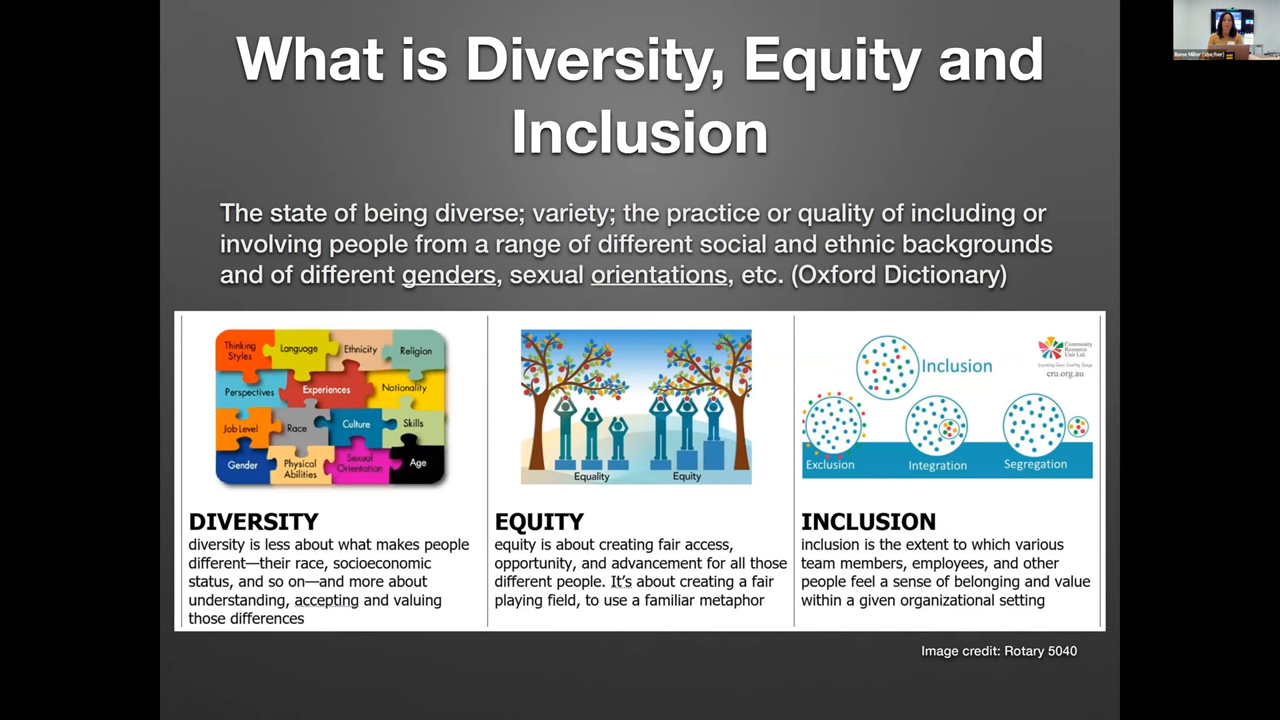 What is Diversity, Equity and
Inclusion
The state of being diverse; variety; the practice or quality of including or
involving people from a range of different social and ethnic backgrounds
and of different genders, sexual orientations, etc. (Oxford Dictionary)
Thinking
Styles
Language
Ethnicity
Religion
Perspectives
Experiences
Nationality
Job Level
Race
Culture
Skills
Gender
Physical
Abilities
Sexual
Orientation
Age
DIVERSITY
diversity is less about what makes people
different—their race, socioeconomic
status, and so on—and more about
understanding, accepting and valuing
those differences
Equality
Equity
EQUITY
equity is about creating fair access,
opportunity, and advancement for all those
different people. It's about creating a fair
playing field, to use a familiar metaphor
Inclusion
Community
Resource
Unit Ltd.
cru.org.au
Exclusion
Integration
Segregation
INCLUSION
inclusion is the extent to which various
team members, employees, and other
people feel a sense of belonging and value
within a given organizational setting
Image credit: Rotary 5040
Miller (she/her)